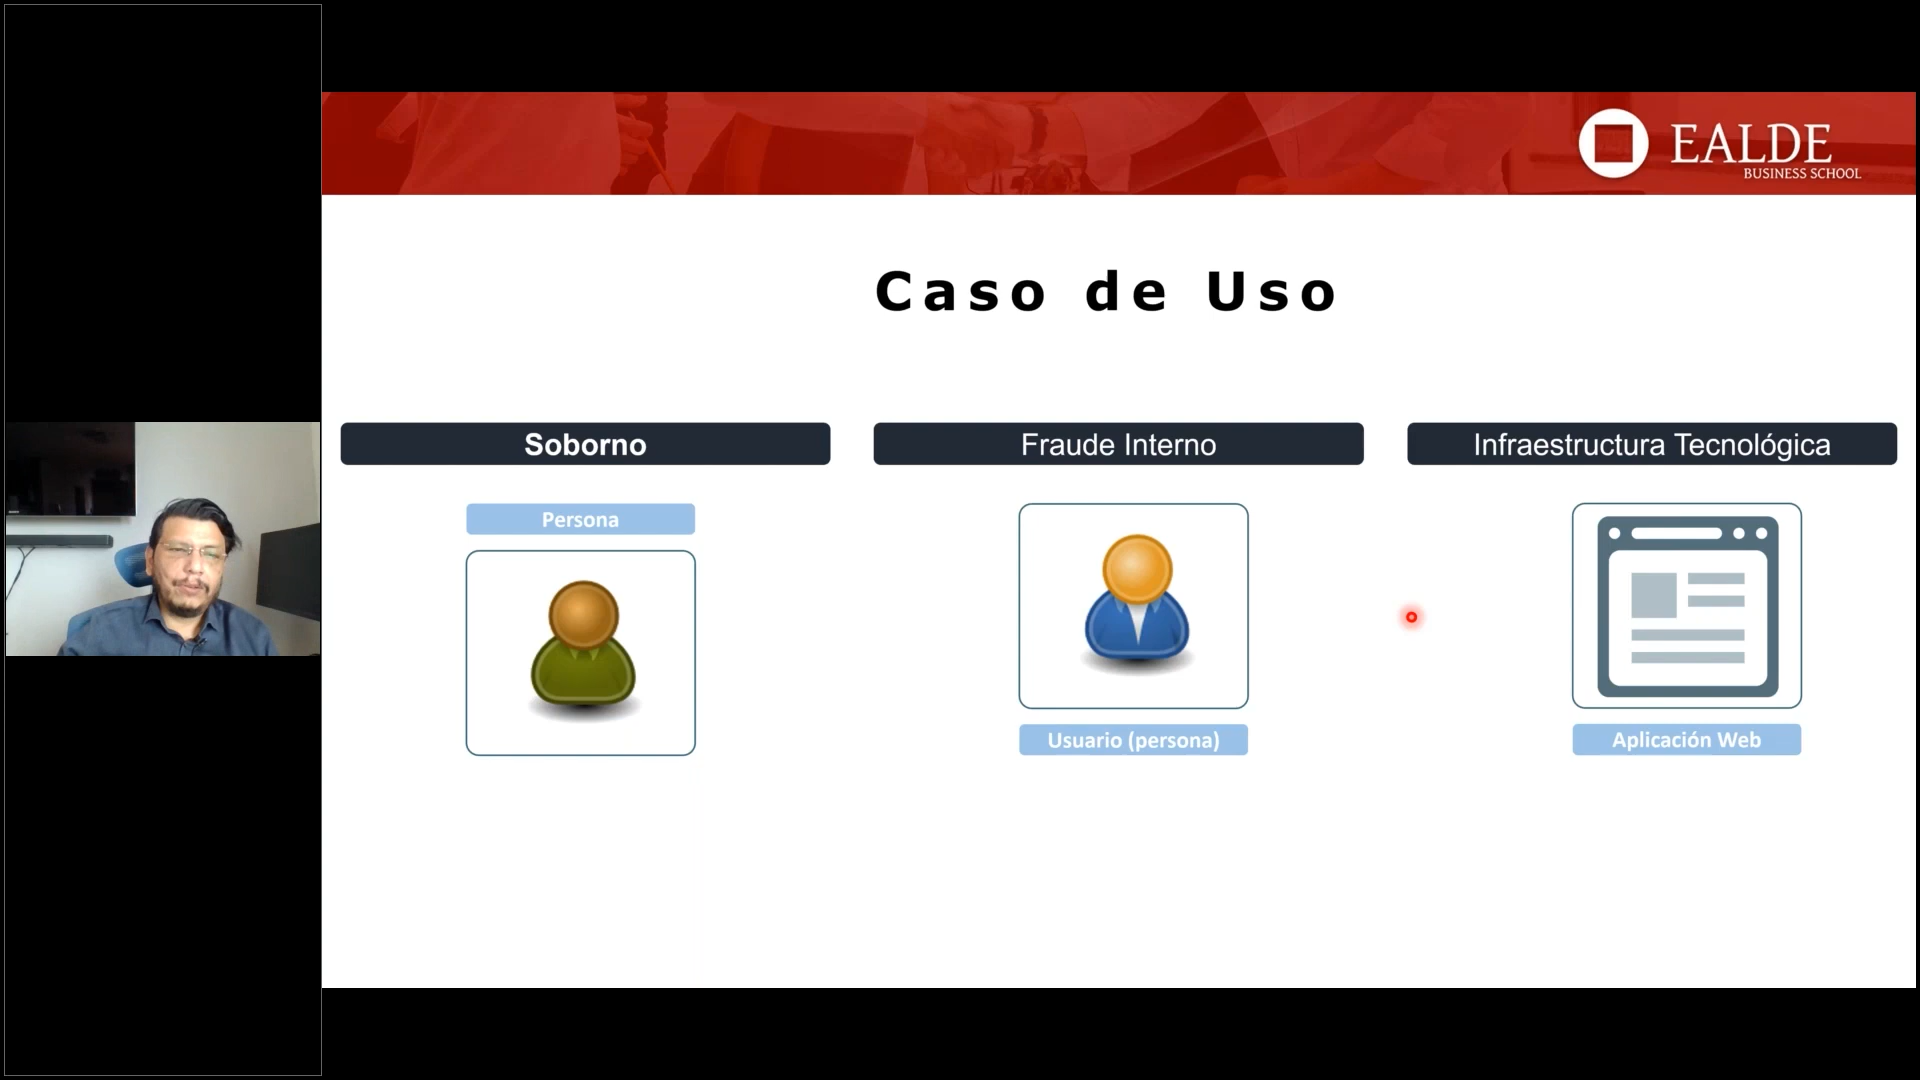 EALDE
BUSINESS SCHOOL
Caso de Uso
Soborno
Fraude Interno
Infraestructura Tecnológica
Persona
Usuario (persona)
Aplicación Web